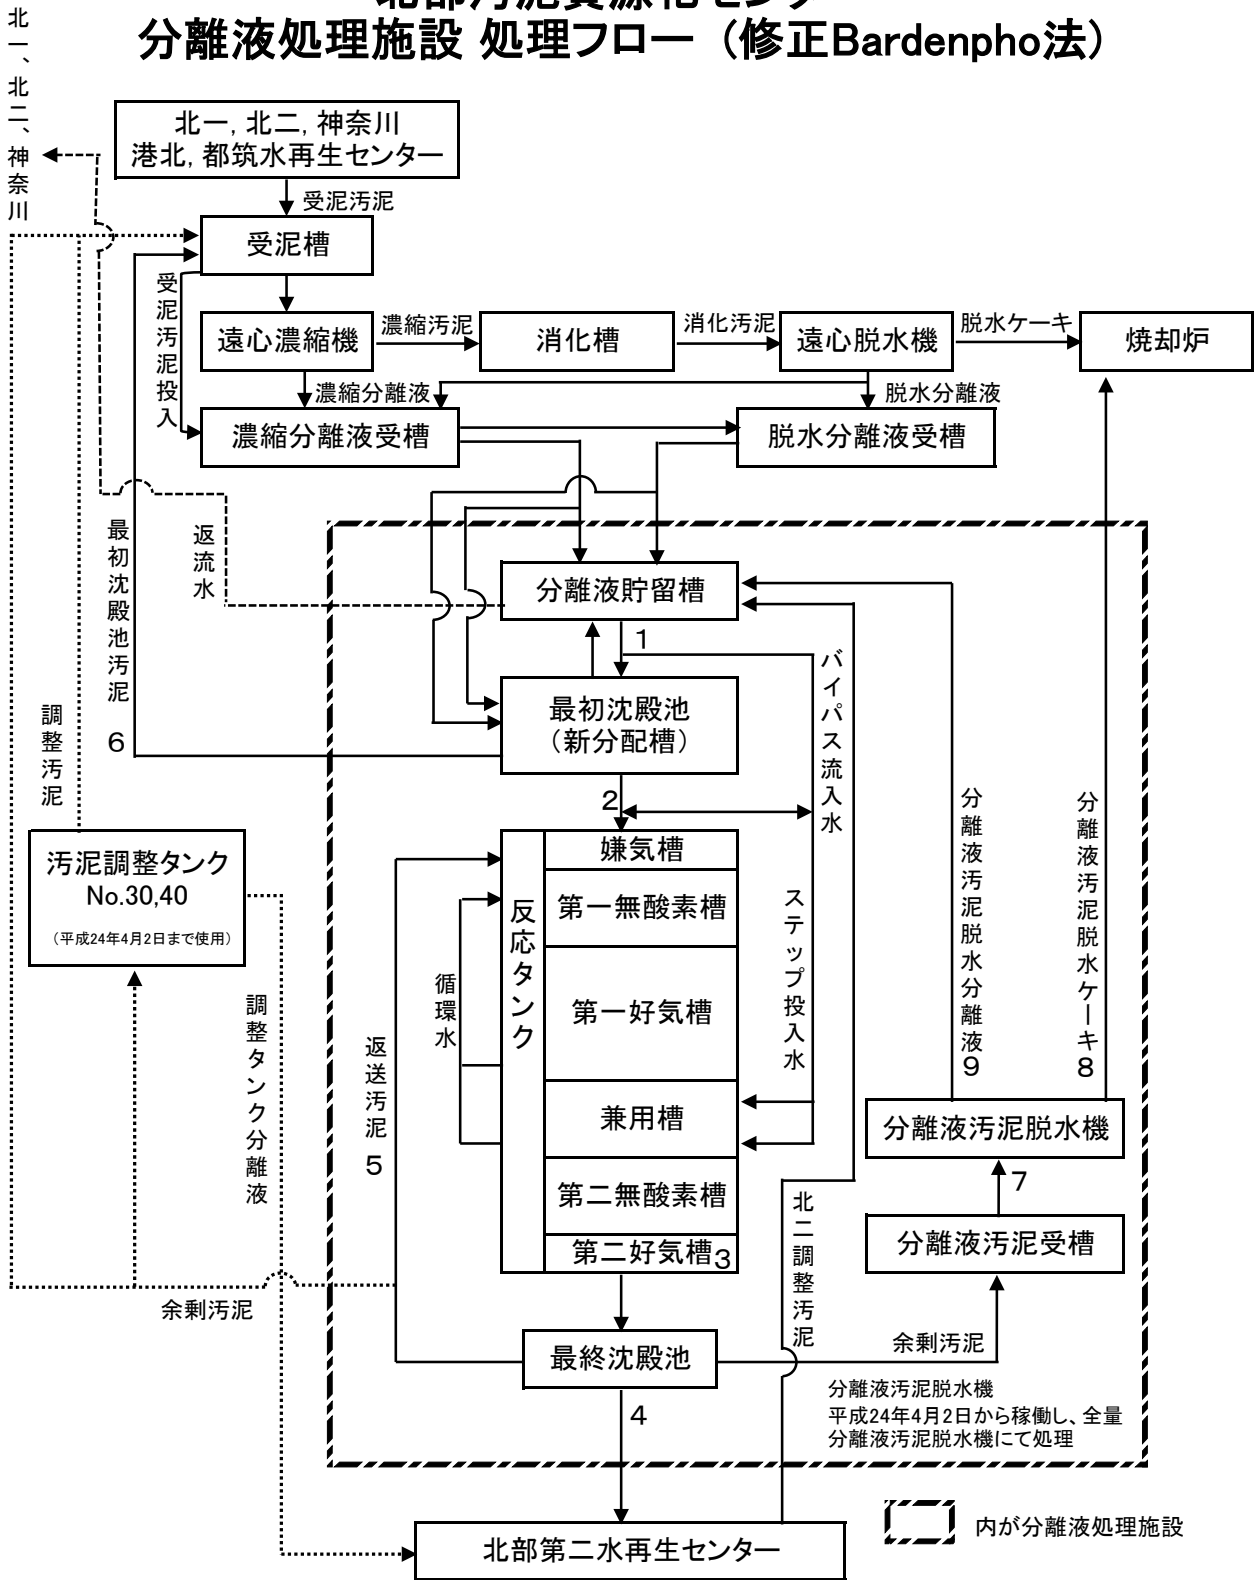 北部汚泥資源化センター
分離液処理施設 処理フロー（修正Bardenpho法）
北一、北二、神奈川
北一, 北二, 神奈川
港北, 都筑水再生センター
受泥汚泥
受泥槽
受泥汚泥投入
遠心濃縮機
濃縮汚泥
消化槽
消化汚泥
遠心脱水機
脱水ケーキ
焼却炉
濃縮分離液
脱水分離液
濃縮分離液受槽
脱水分離液受槽
最初沈殿池汚泥 6
返流水
分離液貯留槽
1
バイパス流入水
最初沈殿池
（新分配槽）
調整汚泥
2
分離液汚泥脱水分離液 9
分離液汚泥脱水ケーキ 8
汚泥調整タンク
No.30,40
（平成24年4月2日まで使用）
反応タンク
嫌気槽
第一無酸素槽
第一好気槽
兼用槽
第二無酸素槽
第二好気槽3
ステップ投入水
循環水
調整タンク分離液
返送汚泥 5
分離液汚泥脱水機
7
分離液汚泥受槽
北二調整汚泥
余剰汚泥
最終沈殿池
余剰汚泥
4
分離液汚泥脱水機
平成24年4月2日から稼働し、全量
分離液汚泥脱水機にて処理
内が分離液処理施設
北部第二水再生センター